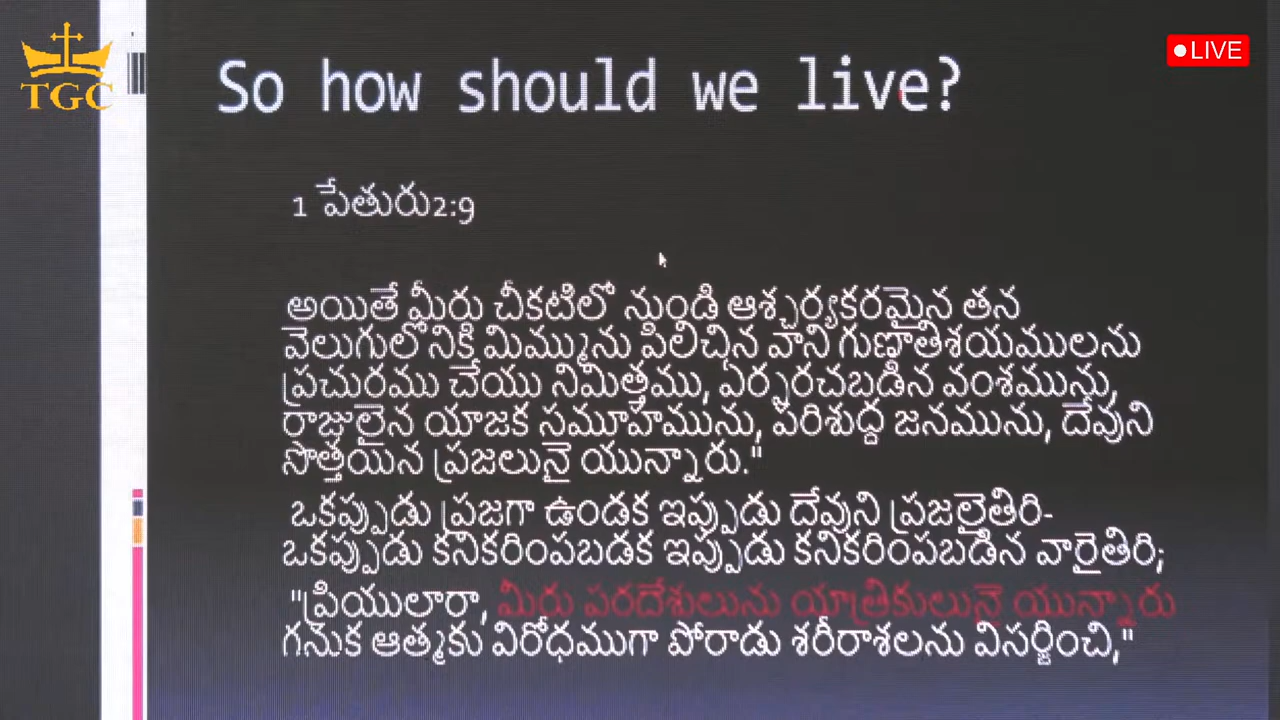 TGC
LIVE
So how should we live?
1 పేతురు2:9
అయితే మీరు చీకటిలో నుండి ఆశ్చర్యకరమైన తన
వెలుగులోనికి మిమ్మును పిలిచిన వాని గుణాతిశయములను
ప్రచురము చేయు నిమిత్తము, ఏర్పరచబడిన వంశమును,
రాజులైన యాజక సమూహమును, పరిశుద్ధ జనమును, దేవుని
సొత్తయిన ప్రజలునై యున్నారు."
ఒకప్పుడు ప్రజగా ఉండక ఇప్పుడు దేవుని ప్రజలైతిరి-
ఒకప్పుడు కనికరింపబడక ఇప్పుడు కనికరింపబడిన వారైతిరి;
"ప్రియులారా, మీరు పరదేశులును యాత్రికులునై యున్నారు
గనుక ఆత్మకు విరోధముగా పోరాడు శరీరాశలను విసర్జించి,"